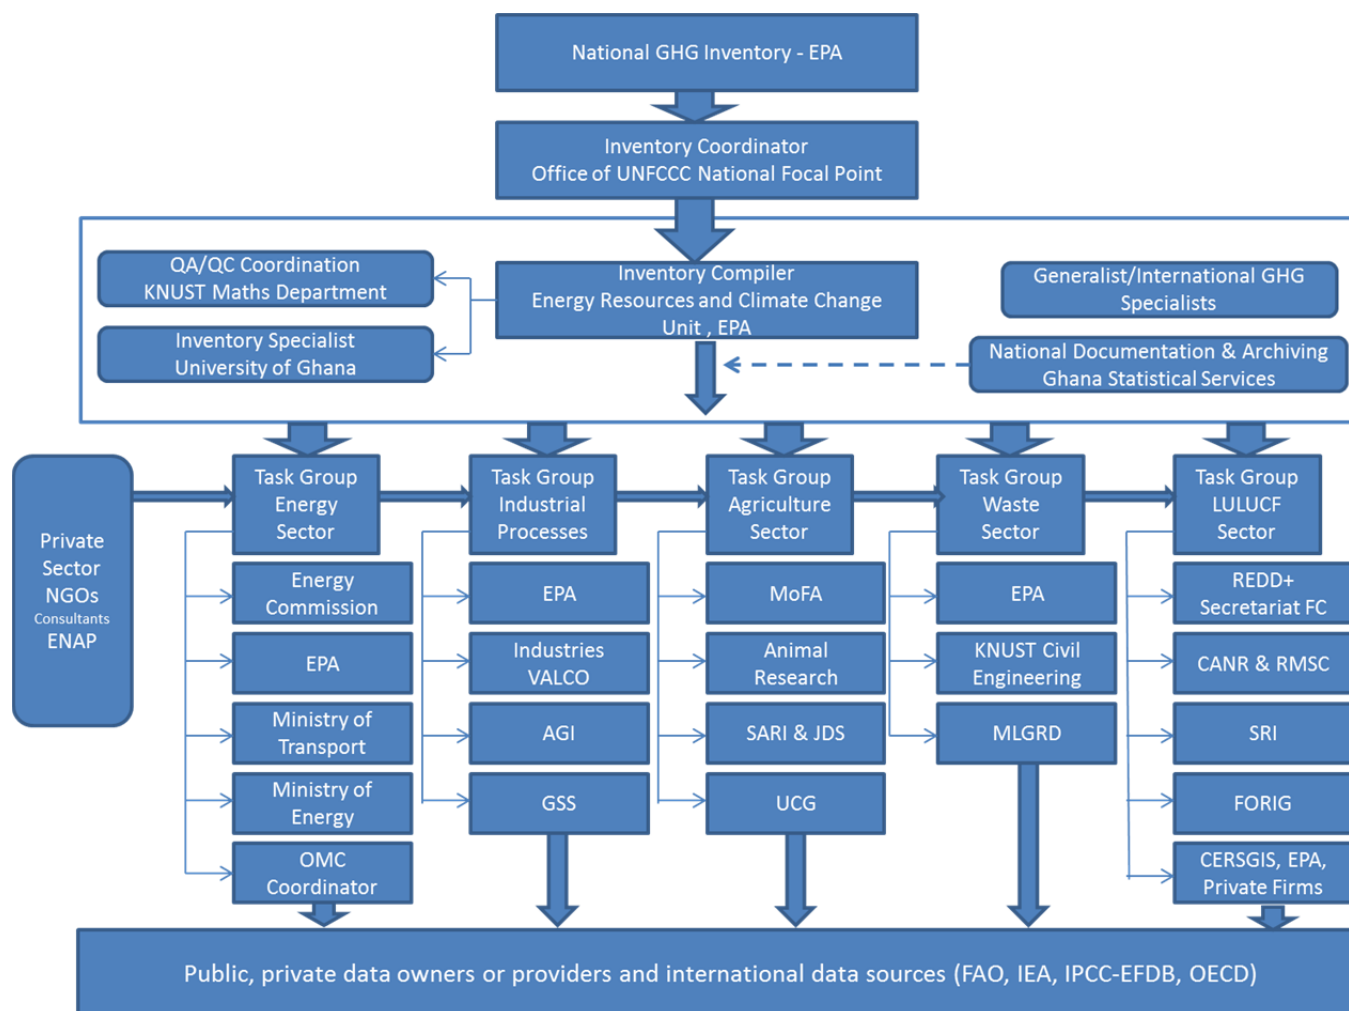 National GHG Inventory - EPA
Inventory Coordinator
Office of UNFCCC National Focal Point
QA/QC Coordination
KNUST Maths Department
Inventory Specialist
University of Ghana
Inventory Compiler
Energy Resources and Climate Change
Unit , EPA
Generalist/International GHG
Specialists
National Documentation & Archiving
Ghana Statistical Services
Private
Sector
NGOs
Consultants
ENAP
Task Group
Energy
Sector
Energy
Commission
EPA
Ministry of
Transport
Ministry of
Energy
OMC
Coordinator
Task Group
Industrial
Processes
EPA
Industries
VALCO
AGI
GSS
Task Group
Agriculture
Sector
MoFA
Animal
Research
SARI & JDS
UCG
Task Group
Waste
Sector
EPA
KNUST Civil
Engineering
MLGRD
Task Group
LULUCF
Sector
REDD+
Secretariat FC
CANR & RMSC
SRI
FORIG
CERSGIS, EPA,
Private Firms
Public, private data owners or providers and international data sources (FAO, IEA, IPCC-EFDB, OECD)